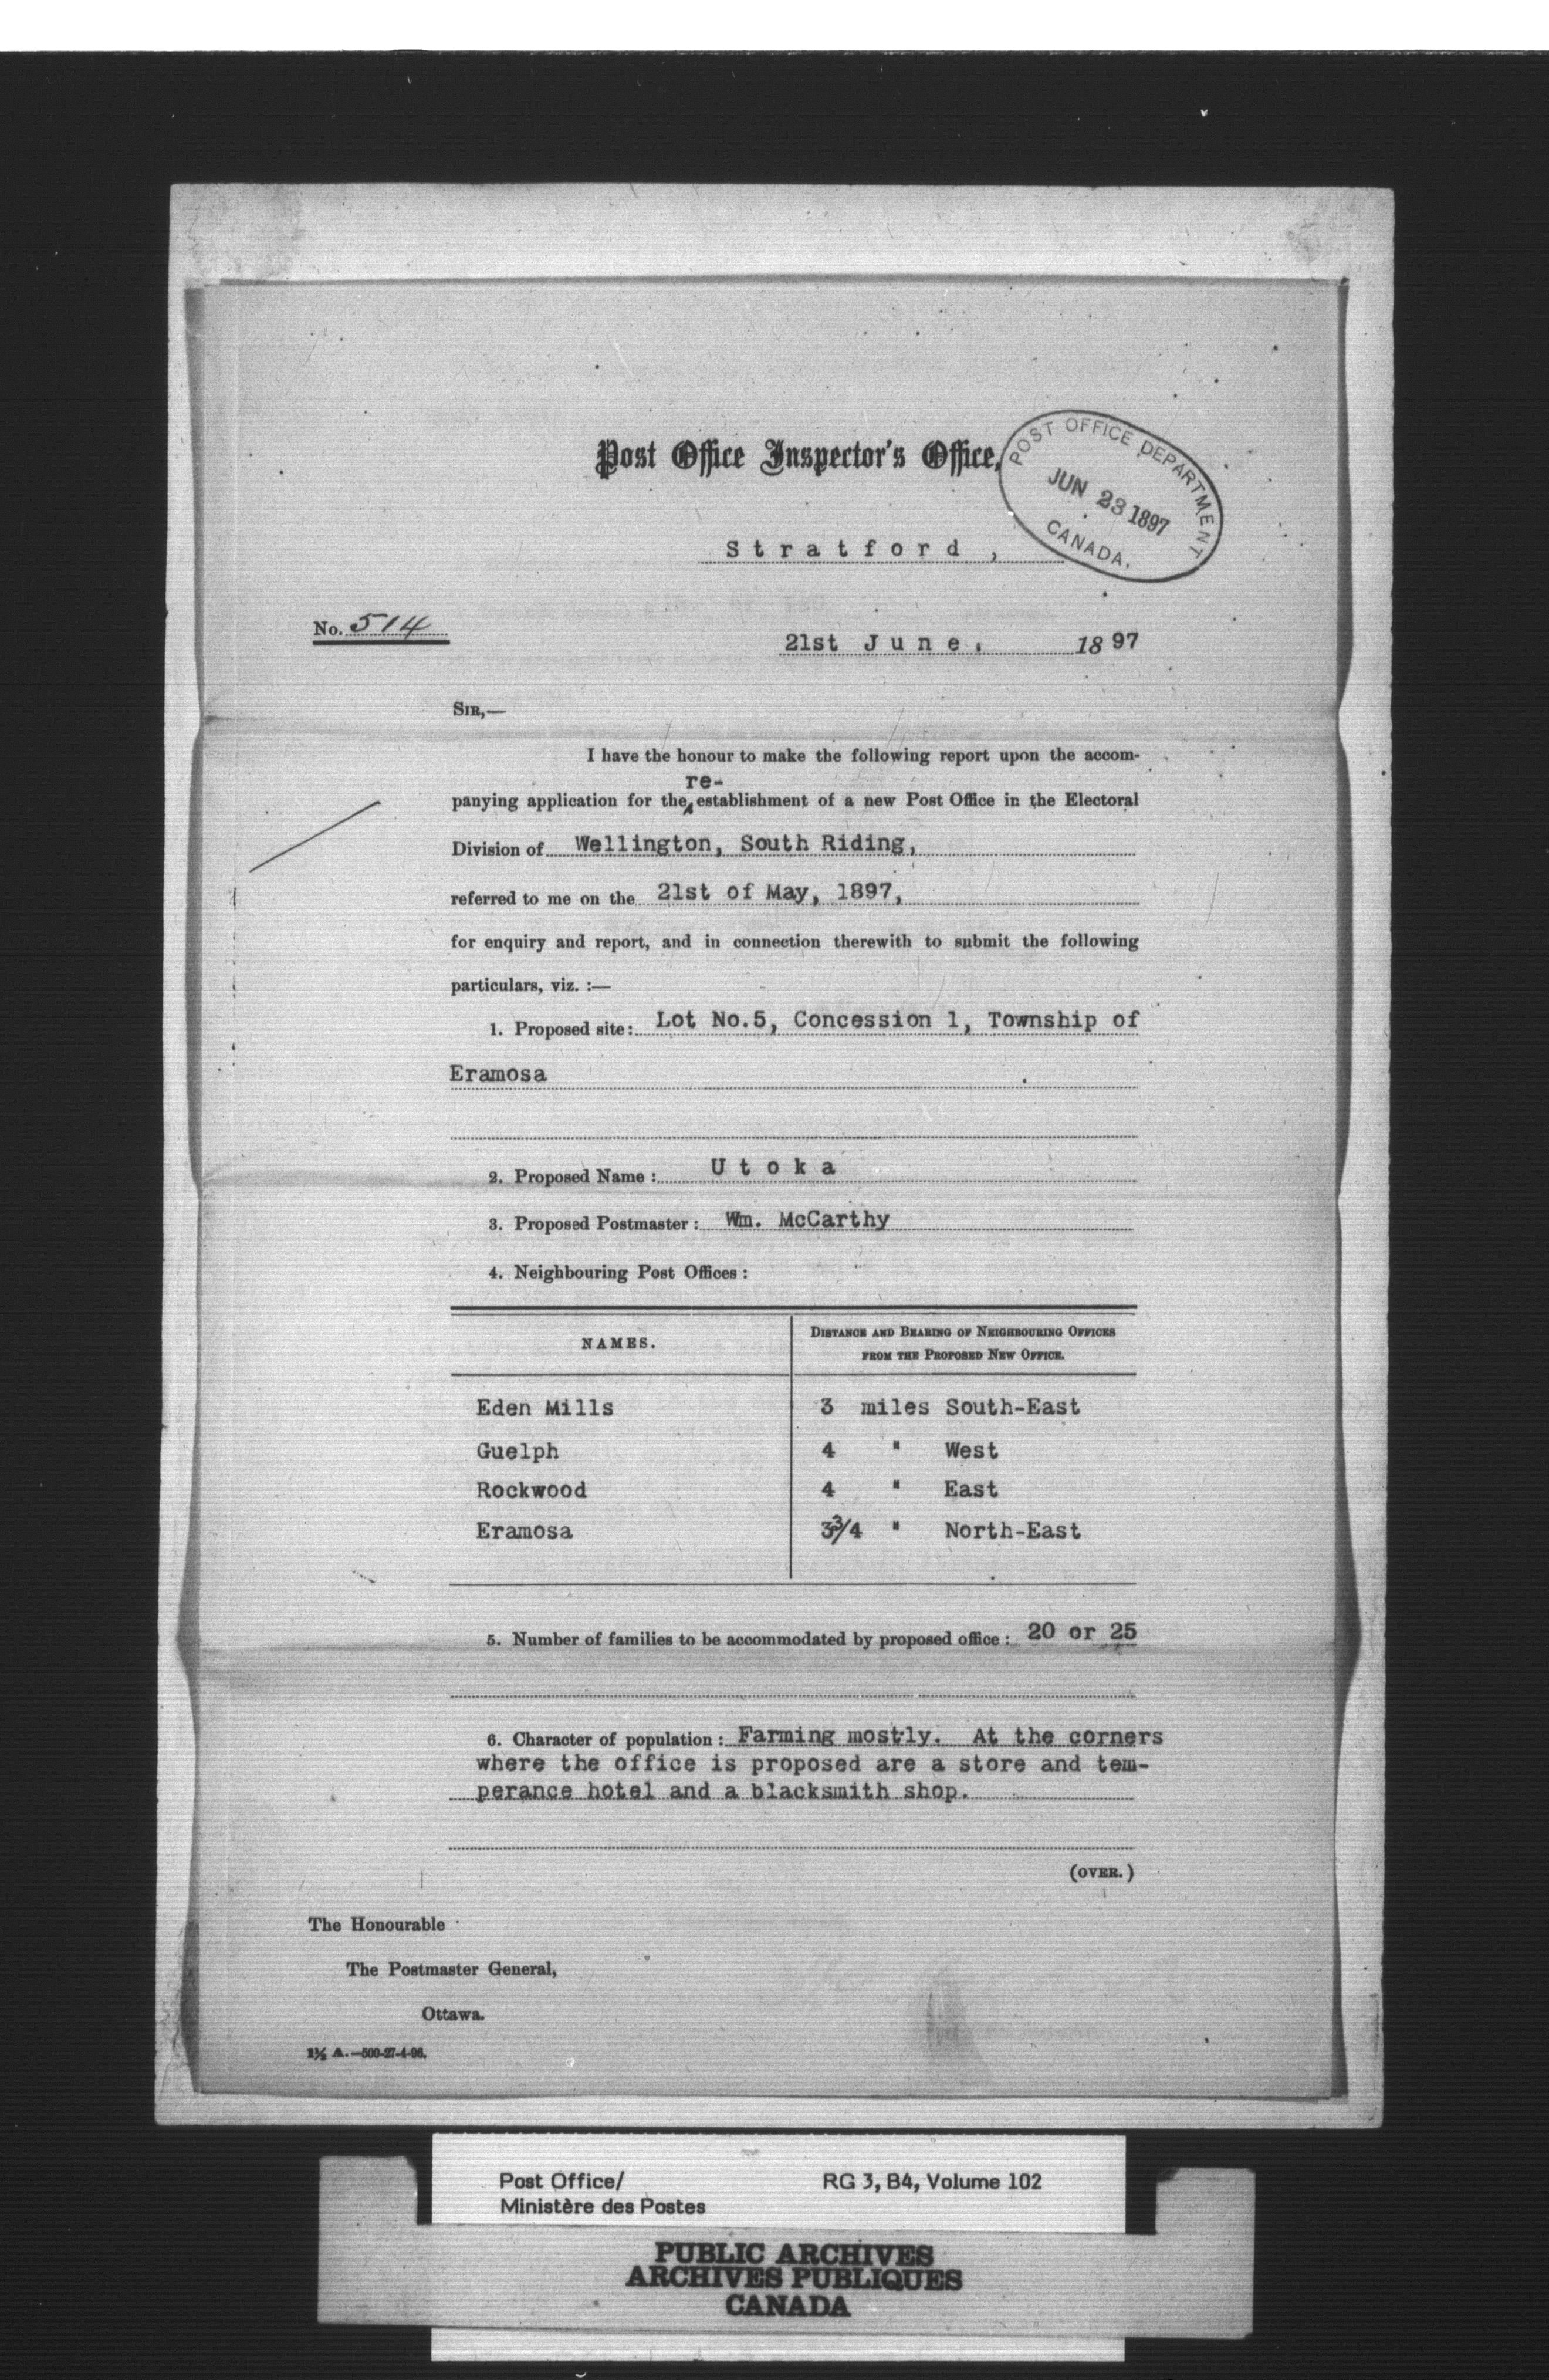 Post Office Inspector's Office,
POST OFFICE DEPARTMENT
JUN 23 1897
CANADA.
Stratford,
No. 514
21st June, 1897
SIR,—
I have the honour to make the following report upon the accom-
re-
panying application for the establishment of a new Post Office in the Electoral
Division of Wellington, South Riding,
referred to me on the 21st of May, 1897,
for enquiry and report, and in connection therewith to submit the following
particulars, viz. :—
1. Proposed site: Lot No.5, Concession 1, Township of
Eramosa
2. Proposed Name : Utoka
3. Proposed Postmaster : Wm. McCarthy
4. Neighbouring Post Offices :
NAMES.
DISTANCE AND BEARING OF NEIGHBOURING OFFICES
FROM THE PROPOSED NEW OFFICE.
Eden Mills 3 miles South-East
Guelph 4 " West
Rockwood 4 " East
Eramosa 3 3/4 " North-East
5. Number of families to be accommodated by proposed office : 20 or 25
6. Character of population : Farming mostly. At the corners
where the office is proposed are a store and tem-
perance hotel and a blacksmith shop.
(OVER.)
The Honourable
The Postmaster General,
Ottawa.
1½ A.—500-27-4-96.
Post Office/ RG 3, B4, Volume 102
Ministère des Postes
PUBLIC ARCHIVES
ARCHIVES PUBLIQUES
CANADA